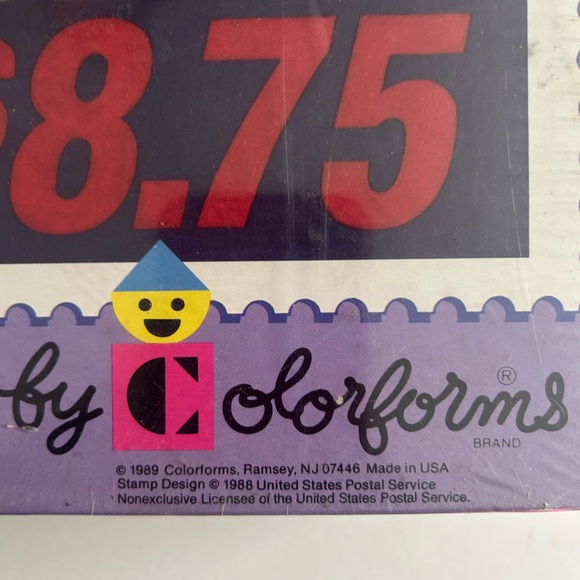 $8.75
by Colorforms ®
BRAND
© 1989 Colorforms, Ramsey, NJ 07446 Made in USA
Stamp Design © 1988 United States Postal Service
Nonexclusive Licensee of the United States Postal Service.